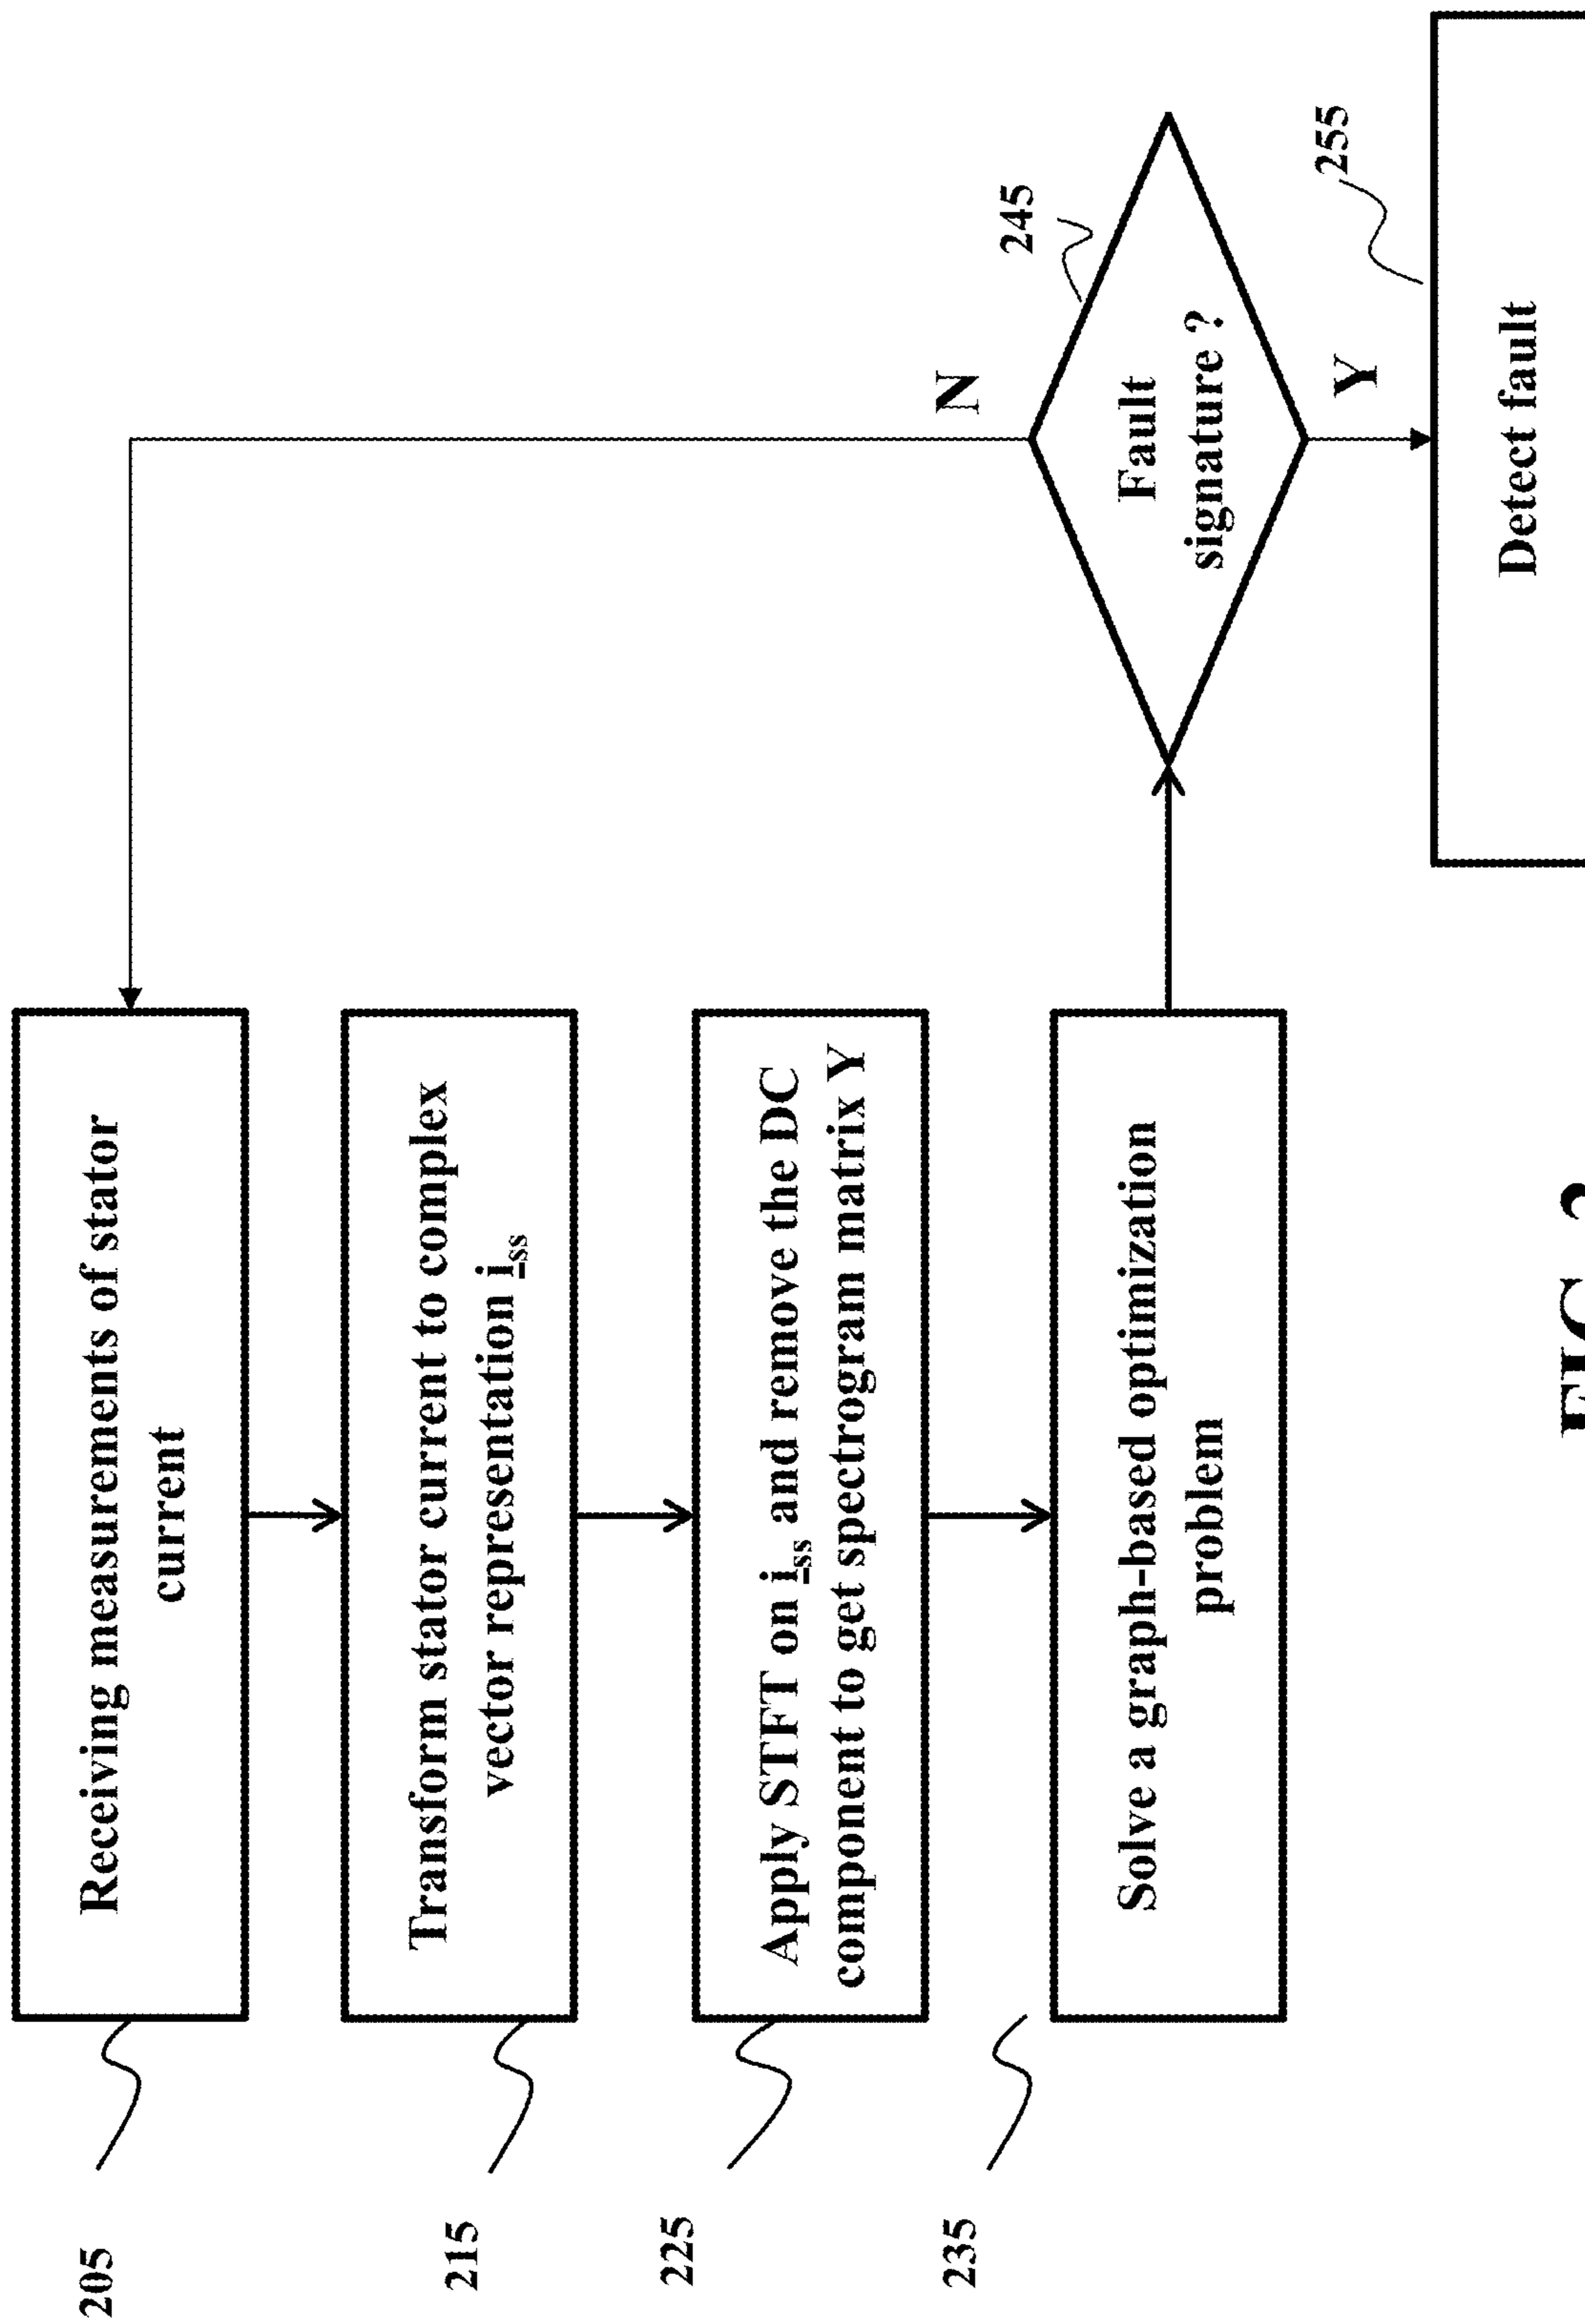 205
Receiving measurements of stator
current
215
Transform stator current to complex
vector representation i_ss
225
Apply STFT on i_ss and remove the DC
component to get spectrogram matrix Y
235
Solve a graph-based optimization
problem
N
245
Fault
signature ?
Y
255
Detect fault